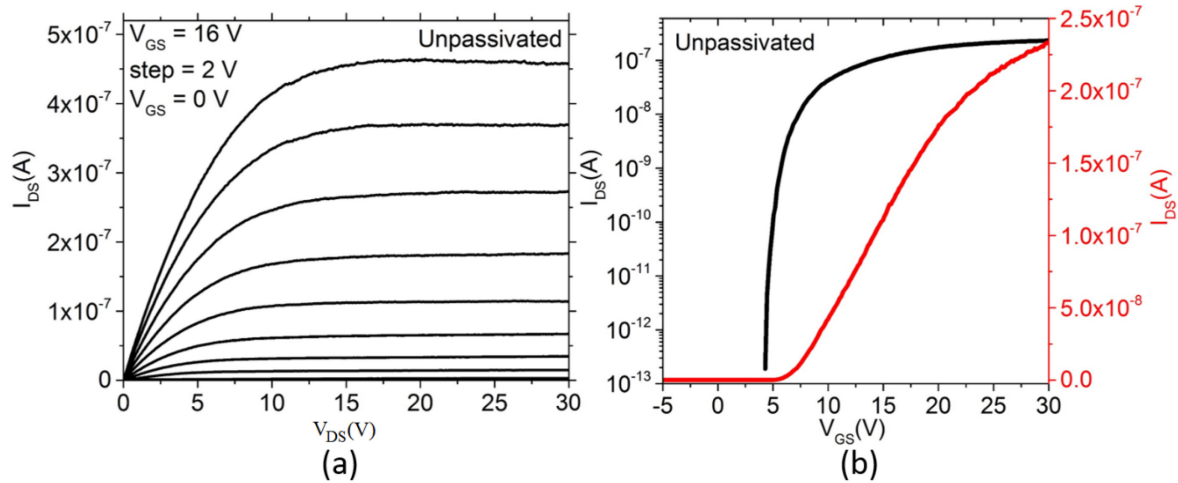 V_GS = 16 V
step = 2 V
V_GS = 0 V
Unpassivated
5x10^-7
4x10^-7
3x10^-7
2x10^-7
1x10^-7
0
I_DS(A)
0 5 10 15 20 25 30
V_DS(V)
(a)
Unpassivated
10^-7
10^-8
10^-9
10^-10
10^-11
10^-12
10^-13
I_DS(A)
2.5x10^-7
2.0x10^-7
1.5x10^-7
1.0x10^-7
5.0x10^-8
0.0
I_DS(A)
-5 0 5 10 15 20 25 30
V_GS(V)
(b)